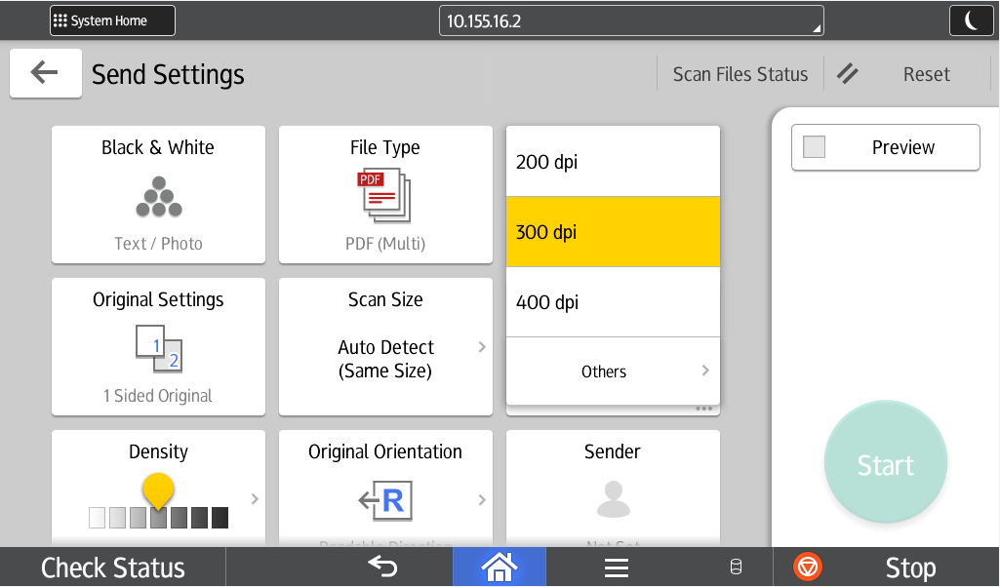 System Home
10.155.16.2
Send Settings
Scan Files Status
Reset
Black & White
Text / Photo
File Type
PDF
PDF (Multi)
200 dpi
300 dpi
400 dpi
Others
Preview
Original Settings
1
2
1 Sided Original
Scan Size
Auto Detect
(Same Size)
Density
Original Orientation
R
Readable Direction
Sender
Not Set
Start
Check Status
Stop